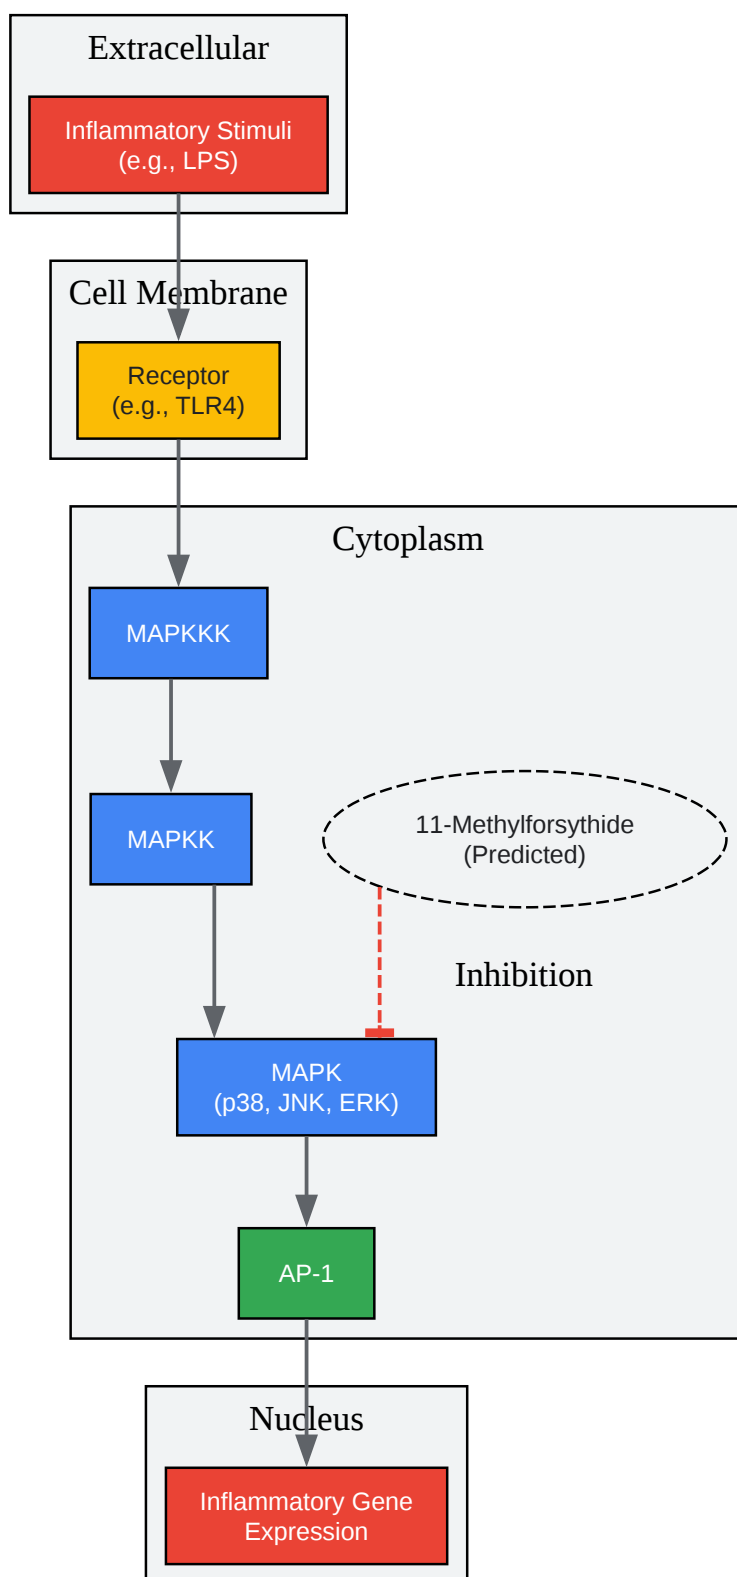 Extracellular
Inflammatory Stimuli
(e.g., LPS)
Cell Membrane
Receptor
(e.g., TLR4)
Cytoplasm
MAPKKK
MAPKK
11-Methylforsythide
(Predicted)
Inhibition
MAPK
(p38, JNK, ERK)
AP-1
Nucleus
Inflammatory Gene
Expression